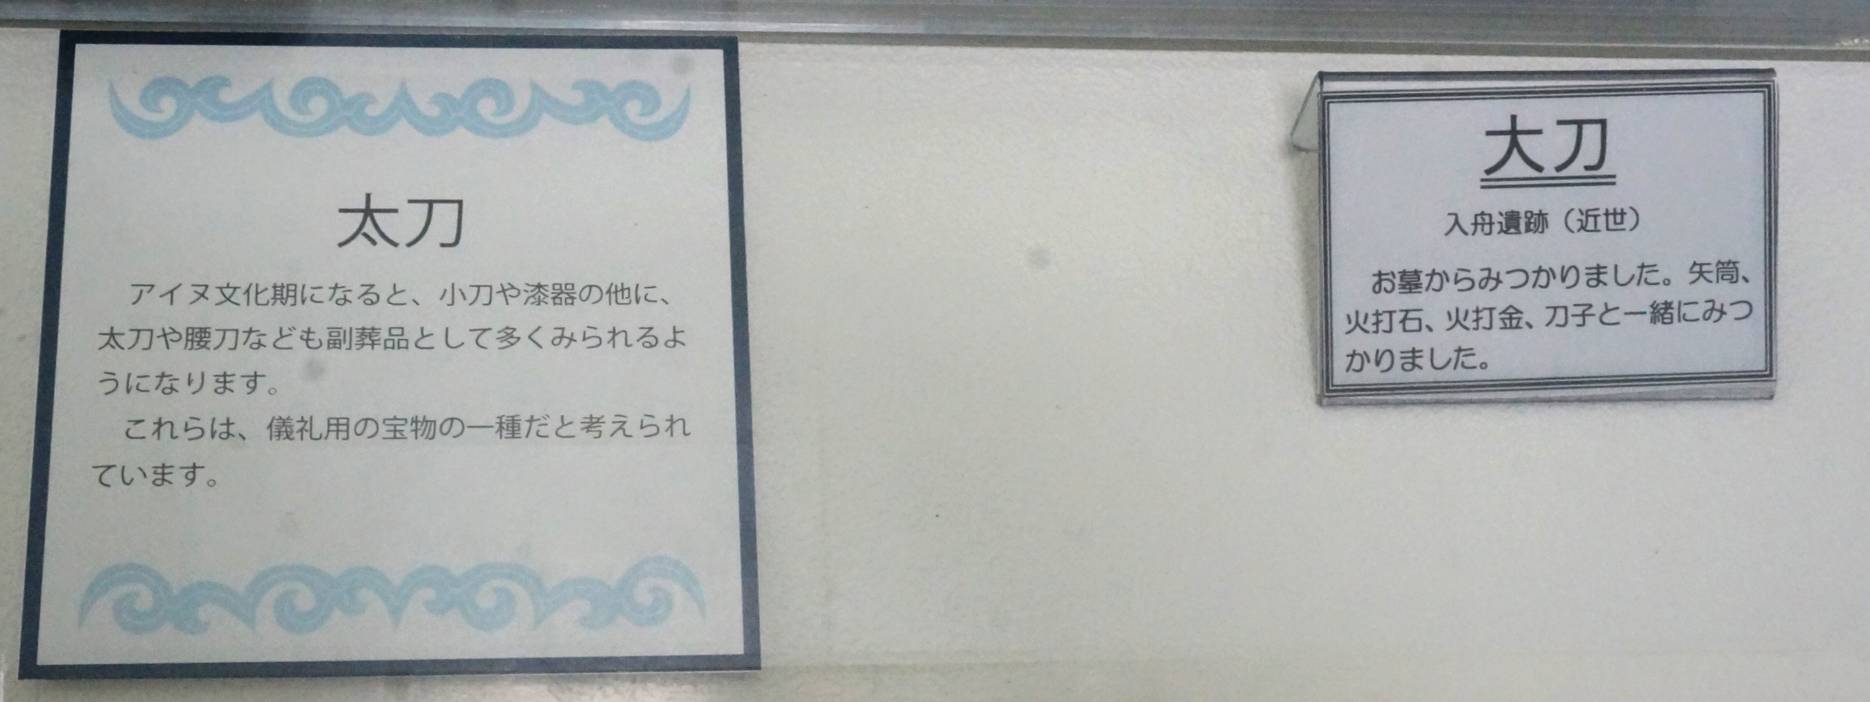 太刀
アイヌ文化期になると、小刀や漆器の他に、
太刀や腰刀なども副葬品として多くみられるよ
うになります。
これらは、儀礼用の宝物の一種だと考えられ
ています。
大刀
入舟遺跡（近世）
お墓からみつかりました。矢筒、
火打石、火打金、刀子と一緒にみつ
かりました。